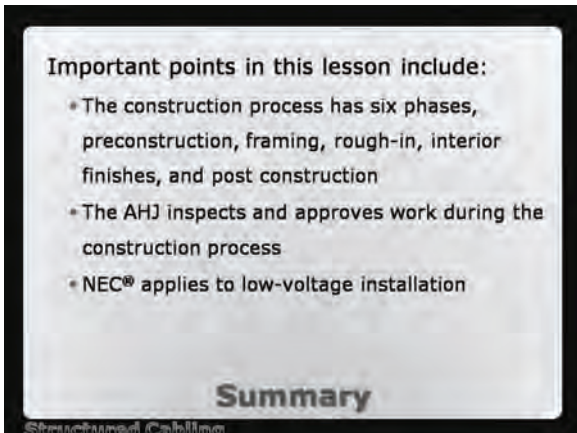 Important points in this lesson include:
• The construction process has six phases,
preconstruction, framing, rough-in, interior
finishes, and post construction
• The AHJ inspects and approves work during the
construction process
• NEC® applies to low-voltage installation
Summary
Structured Cabling